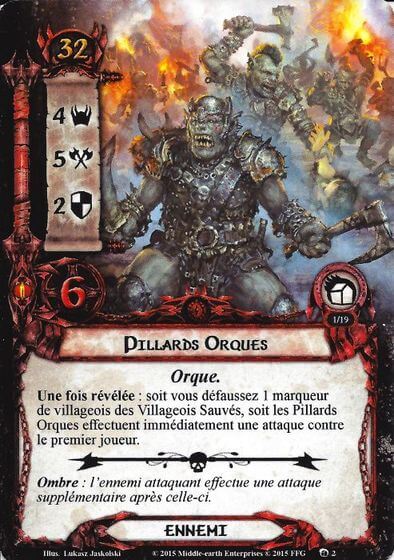 32
4
5
2
6
1/19
PILLARDS ORQUES
Orque.
Une fois révélée : soit vous défaussez 1 marqueur
de villageois des Villageois Sauvés, soit les Pillards
Orques effectuent immédiatement une attaque contre
le premier joueur.
Ombre : l'ennemi attaquant effectue une attaque
supplémentaire après celle-ci.
ENNEMI
Illus. Lukasz Jaskolski © 2015 Middle-earth Enterprises © 2015 FFG 2